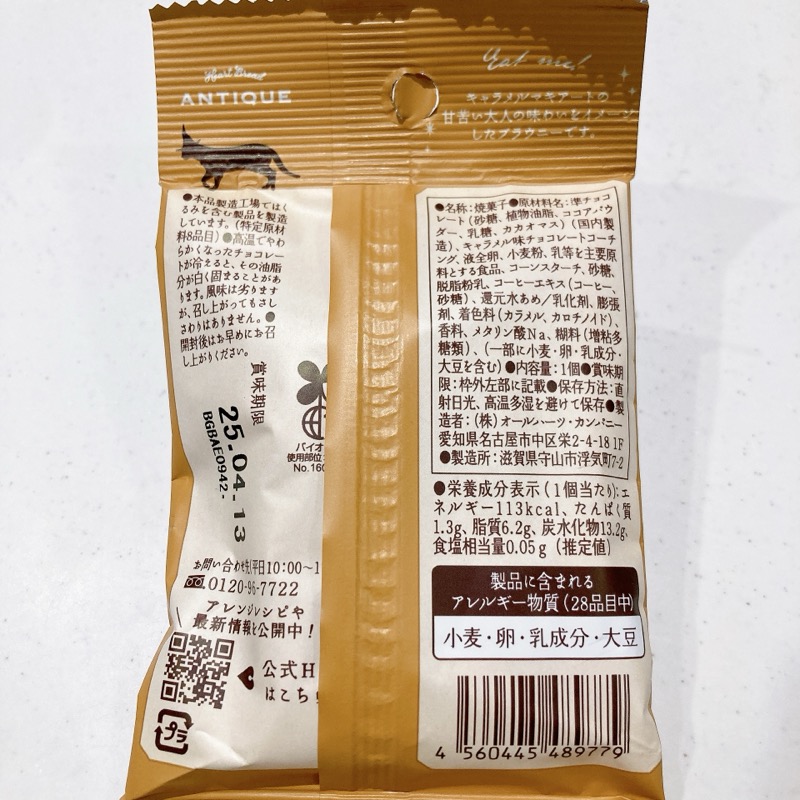 Heart Bread
ANTIQUE
Eat me!
キャラメルマキアートの
甘苦い大人の味わいをイメージ
したブラウニーです。
●本品製造工場ではく
るみを含む製品を製造
しています。(特定原材
料8品目)●高温でやわ
らかくなったチョコレー
トが冷えると、その油脂
分が白く固まることがあ
ります。風味は劣ります
が、召し上がってもさし
さわりはありません。●
開封後はお早めにお召
し上がりください。
賞味期限
25.04.13
BGBAE0942-
バイオ
使用部位:
No.160
お問い合わせ先(平日10:00〜1
0120-96-7722
アレンジレシピや
最新情報を公開中!
公式H
はこちら
プラ
●名称:焼菓子●原材料名:準チョコ
レート(砂糖、植物油脂、ココアパウ
ダー、乳糖、カカオマス)(国内製
造)、キャラメル味チョコレートコーチ
ング、液全卵、小麦粉、乳等を主要原
料とする食品、コーンスターチ、砂糖、
脱脂粉乳、コーヒーエキス(コーヒー、
砂糖)、還元水あめ/乳化剤、膨張
剤、着色料(カラメル、カロチノイド)、
香料、メタリン酸Na、糊料(増粘多
糖類)、(一部に小麦・卵・乳成分・
大豆を含む)●内容量:1個●賞味期
限:枠外左部に記載●保存方法:直
射日光、高温多湿を避けて保存●製
造者:(株)オールハーツ・カンパニー
愛知県名古屋市中区栄2-4-18 1F
●製造所:滋賀県守山市浮気町7-2
●栄養成分表示(1個当たり):エ
ネルギー113kcal、たんぱく質
1.3g、脂質6.2g、炭水化物13.2g、
食塩相当量0.05g(推定値)
製品に含まれる
アレルギー物質(28品目中)
小麦・卵・乳成分・大豆
4 560445 489779